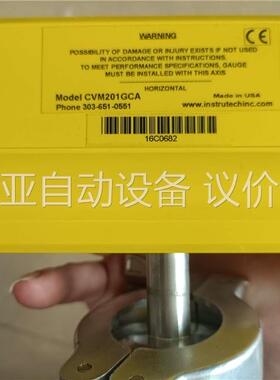 WARNING
POSSIBILITY OF DAMAGE OR INJURY EXISTS IF NOT USED
IN ACCORDANCE WITH INSTRUCTIONS.
TO MEET PERFORMANCE SPECIFICATIONS, GAUGE
MUST BE INSTALLED WITH THIS AXIS
HORIZONTAL
Model CVM201GCA Made in USA
Phone 303-651-0551 www.instrutechinc.com
16C0682
亚自动设备 议价